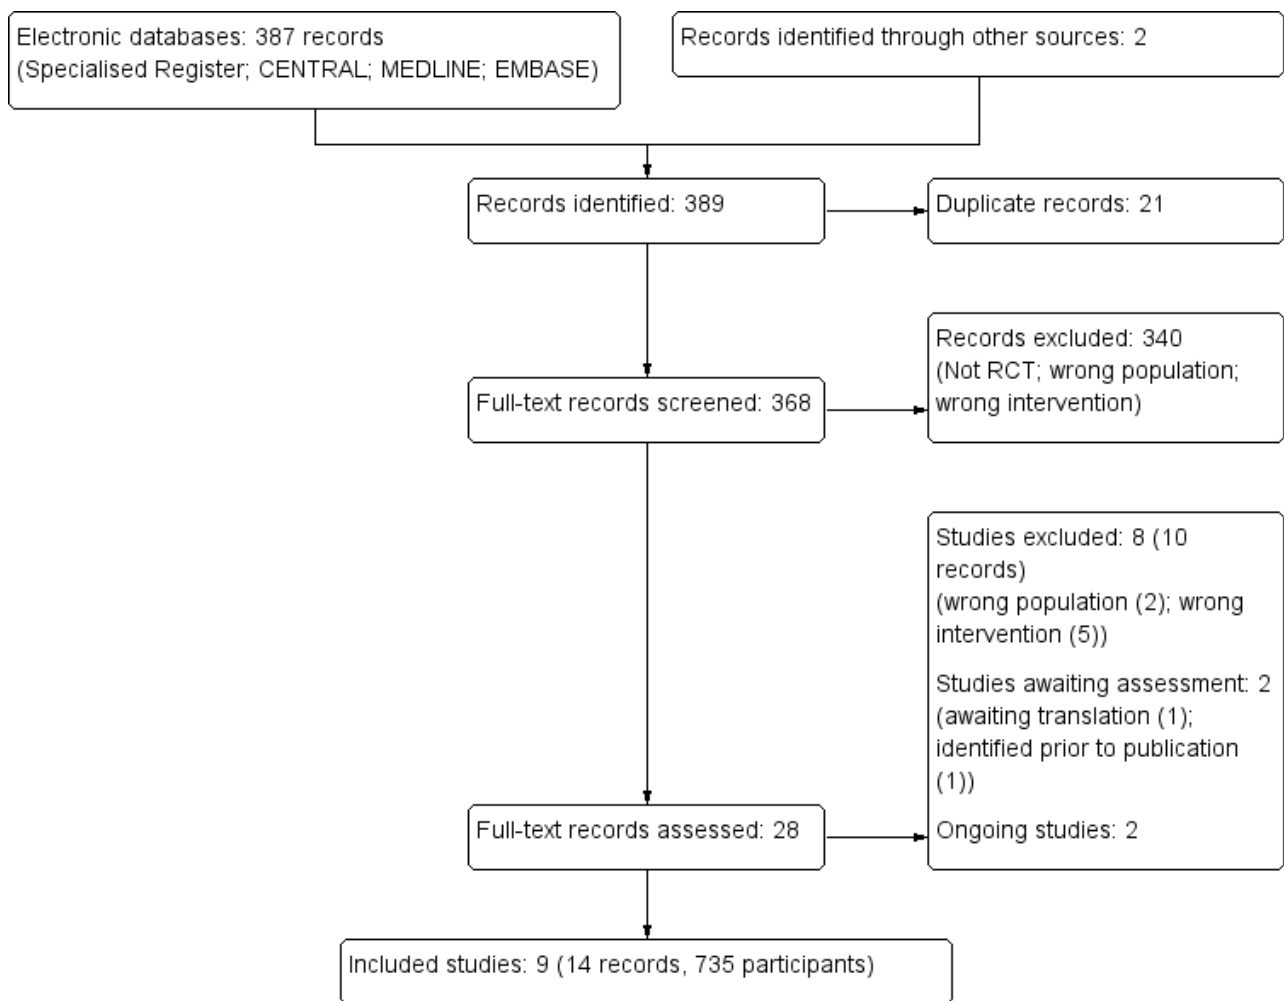 Electronic databases: 387 records
(Specialised Register; CENTRAL; MEDLINE; EMBASE)
Records identified through other sources: 2
Records identified: 389
Duplicate records: 21
Records excluded: 340
(Not RCT; wrong population;
wrong intervention)
Full-text records screened: 368
Studies excluded: 8 (10
records)
(wrong population (2); wrong
intervention (5))
Studies awaiting assessment: 2
(awaiting translation (1);
identified prior to publication
(1))
Ongoing studies: 2
Full-text records assessed: 28
Included studies: 9 (14 records, 735 participants)